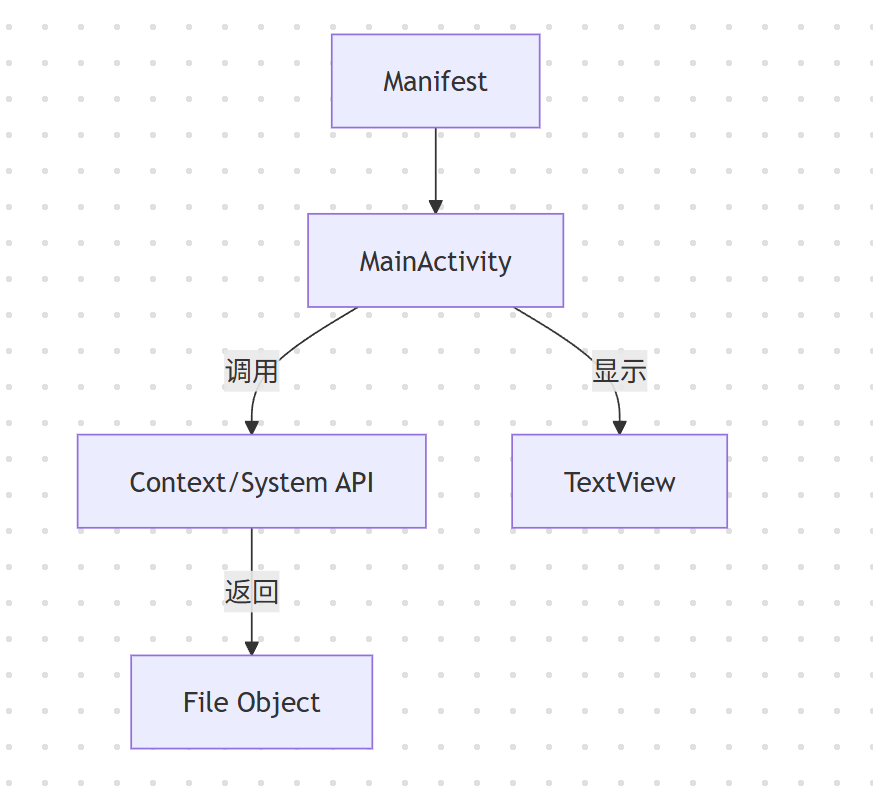 Manifest
MainActivity
调用
显示
Context/System API
TextView
返回
File Object